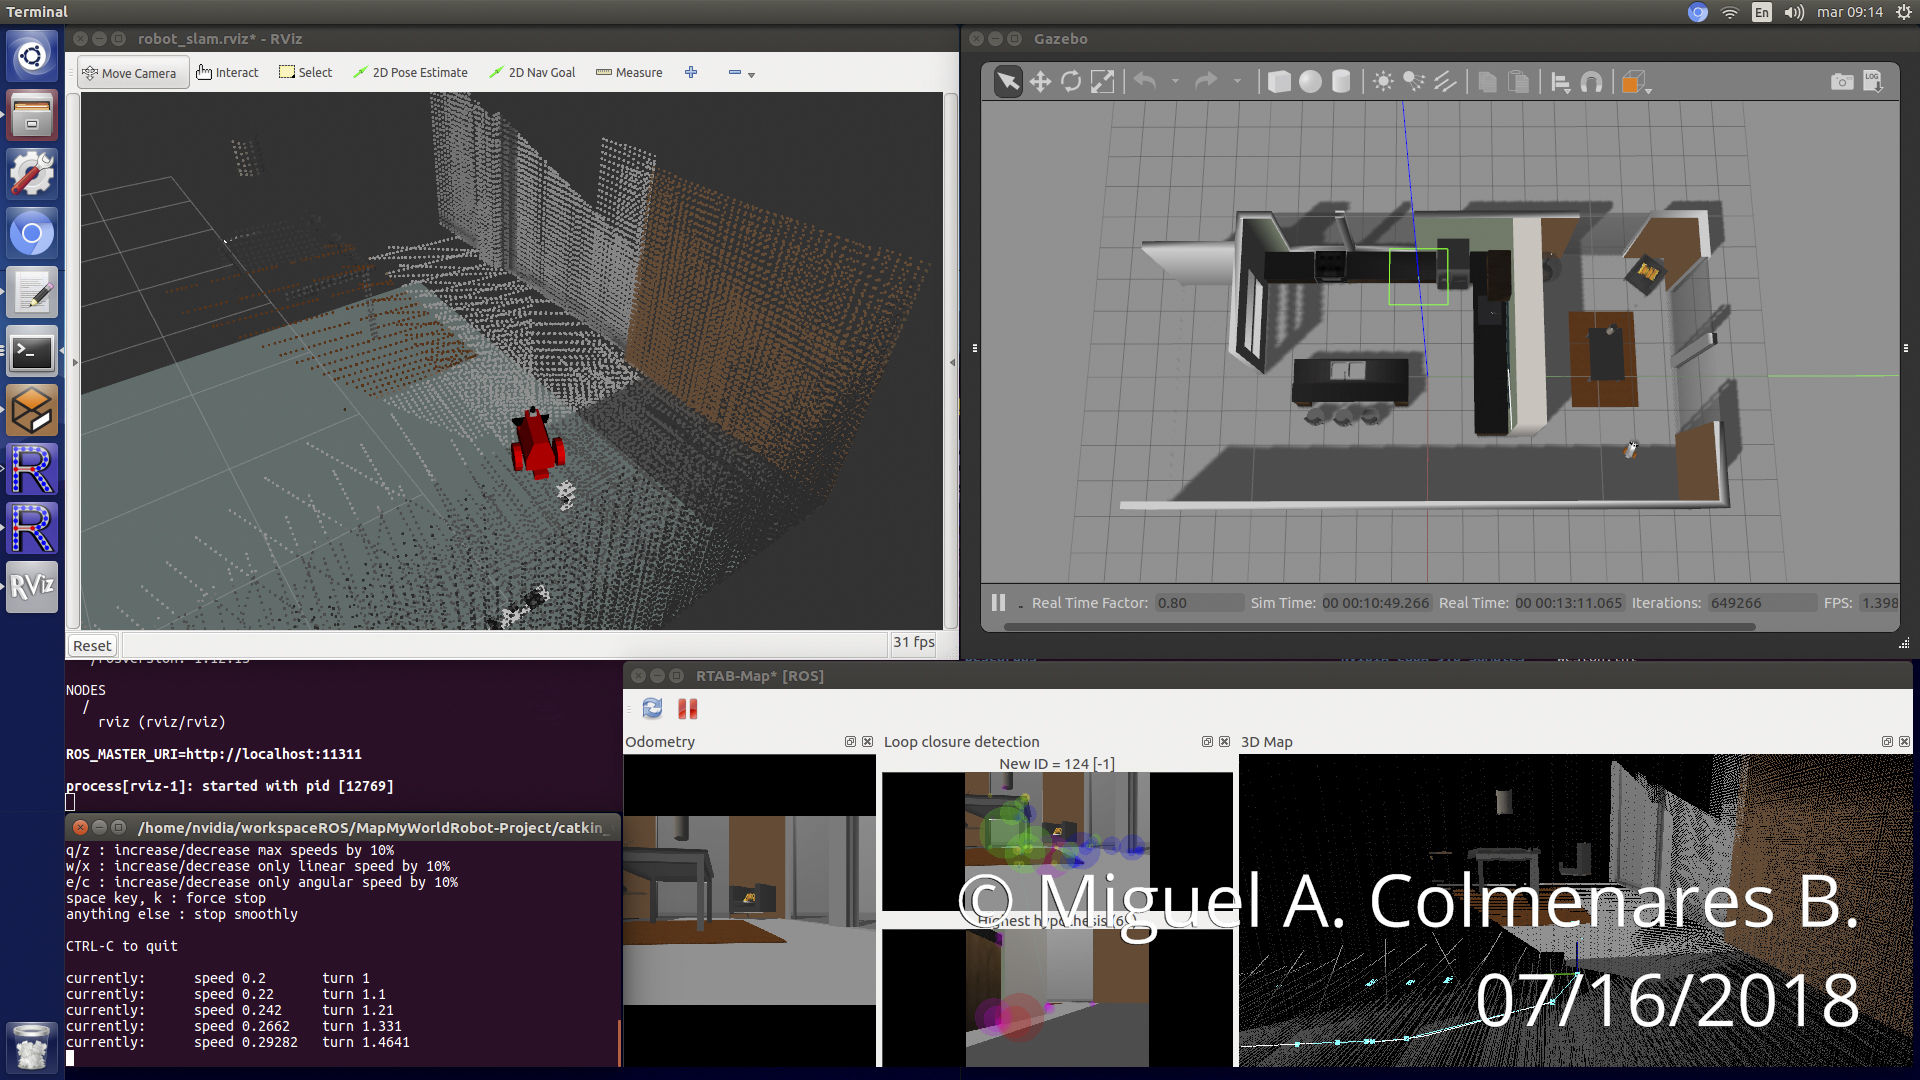 Terminal
En
mar 09:14
robot_slam.rviz* - RViz
Move Camera
Interact
Select
2D Pose Estimate
2D Nav Goal
Measure
Reset
31 fps
Gazebo
LOG
Real Time Factor: 0.80 Sim Time: 00 00:10:49.266 Real Time: 00 00:13:11.065 Iterations: 649266 FPS: 1.398
R
R
RViz
NODES
/
rviz (rviz/rviz)
ROS_MASTER_URI=http://localhost:11311
process[rviz-1]: started with pid [12769]
/home/nvidia/workspaceROS/MapMyWorldRobot-Project/catkin_
q/z : increase/decrease max speeds by 10%
w/x : increase/decrease only linear speed by 10%
e/c : increase/decrease only angular speed by 10%
space key, k : force stop
anything else : stop smoothly
CTRL-C to quit
currently: speed 0.2 turn 1
currently: speed 0.22 turn 1.1
currently: speed 0.242 turn 1.21
currently: speed 0.2662 turn 1.331
currently: speed 0.29282 turn 1.4641
RTAB-Map* [ROS]
Odometry
Loop closure detection
3D Map
New ID = 124 [-1]
Highest hypothesis
© Miguel A. Colmenares B.
07/16/2018